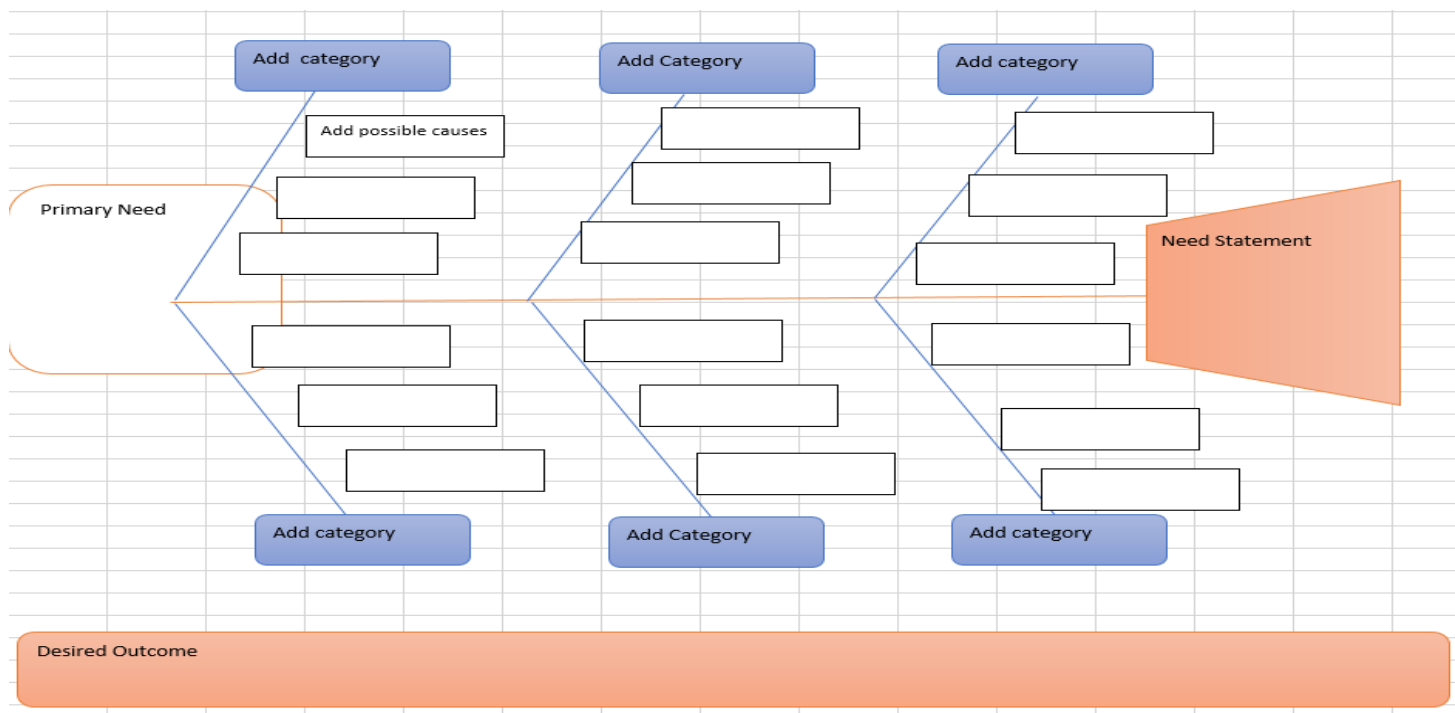 Add  category
Add Category
Add category
Add possible causes
Primary Need
Need Statement
Add category
Add Category
Add category
Desired Outcome